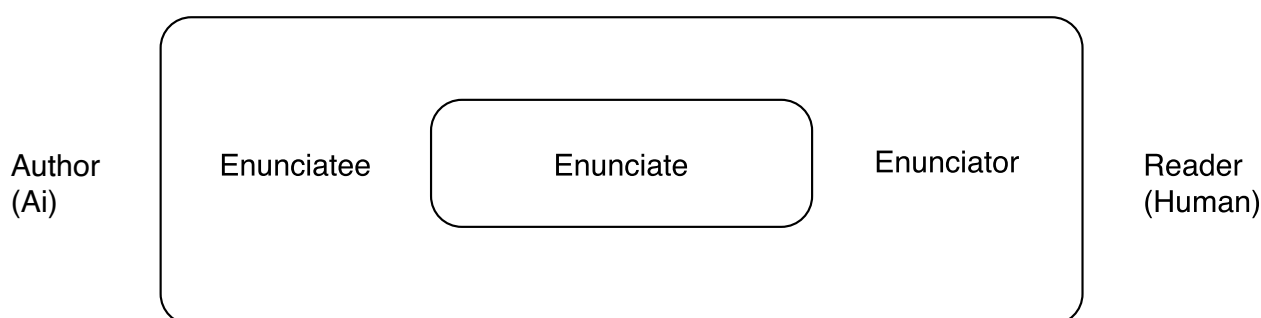 Author
(Ai)
Enunciatee
Enunciate
Enunciator
Reader
(Human)